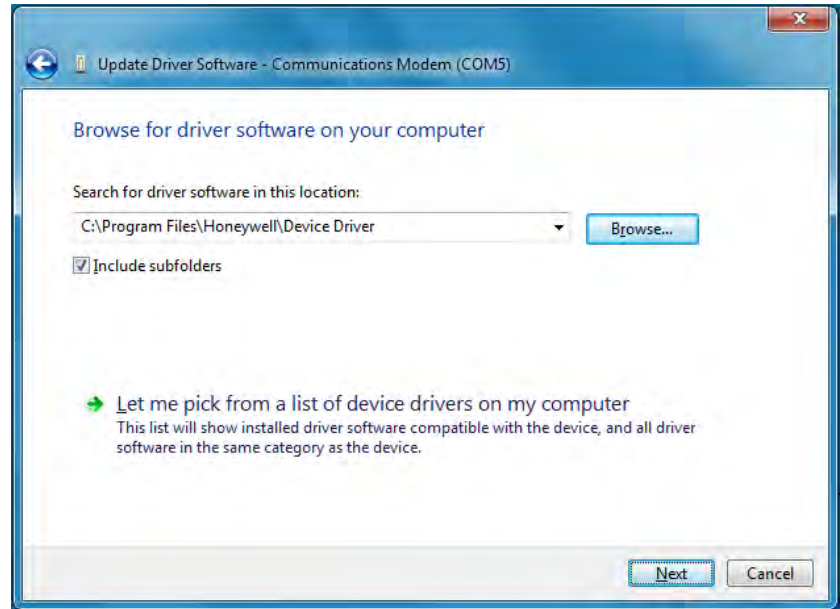 Update Driver Software - Communications Modem (COM5)
Browse for driver software on your computer
Search for driver software in this location:
C:\Program Files\Honeywell\Device Driver
Browse...
Include subfolders
Let me pick from a list of device drivers on my computer
This list will show installed driver software compatible with the device, and all driver
software in the same category as the device.
Next
Cancel